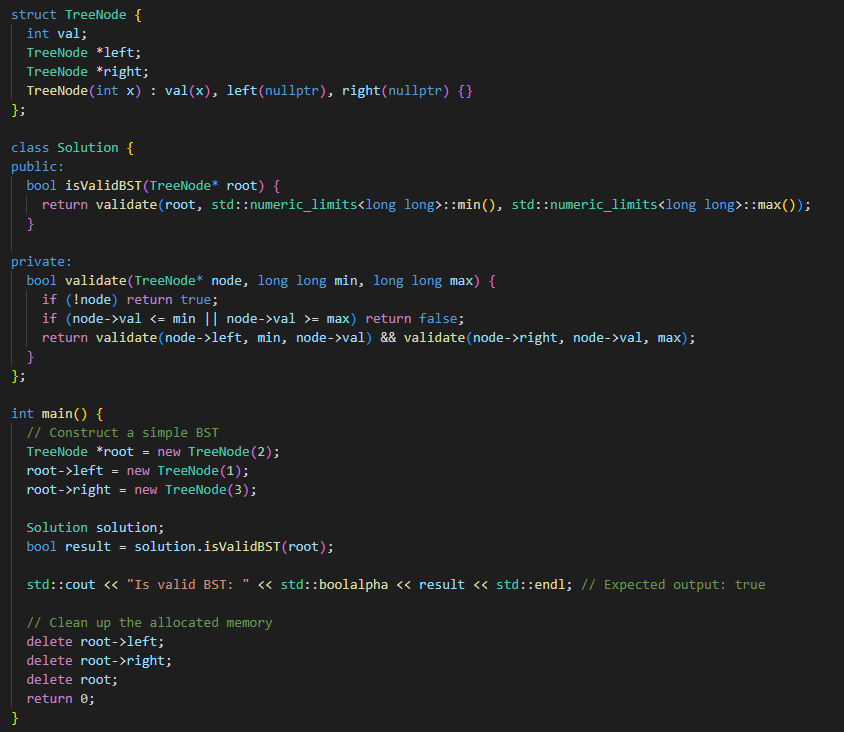 struct TreeNode {
  int val;
  TreeNode *left;
  TreeNode *right;
  TreeNode(int x) : val(x), left(nullptr), right(nullptr) {}
};

class Solution {
public:
  bool isValidBST(TreeNode* root) {
    return validate(root, std::numeric_limits<long long>::min(), std::numeric_limits<long long>::max());
  }

private:
  bool validate(TreeNode* node, long long min, long long max) {
    if (!node) return true;
    if (node->val <= min || node->val >= max) return false;
    return validate(node->left, min, node->val) && validate(node->right, node->val, max);
  }
};

int main() {
  // Construct a simple BST
  TreeNode *root = new TreeNode(2);
  root->left = new TreeNode(1);
  root->right = new TreeNode(3);

  Solution solution;
  bool result = solution.isValidBST(root);

  std::cout << "Is valid BST: " << std::boolalpha << result << std::endl; // Expected output: true

  // Clean up the allocated memory
  delete root->left;
  delete root->right;
  delete root;
  return 0;
}